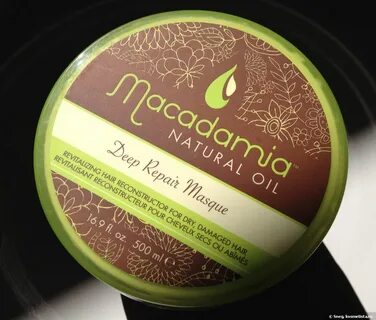 Macadamia™
NATURAL OIL
Deep Repair Masque
REVITALIZING HAIR RECONSTRUCTOR FOR DRY, DAMAGED HAIR
REVITALISANT RECONSTRUCTEUR POUR CHEVEUX SECS OU ABÎMÉS
16.9 fl. oz. 500 ml ℮